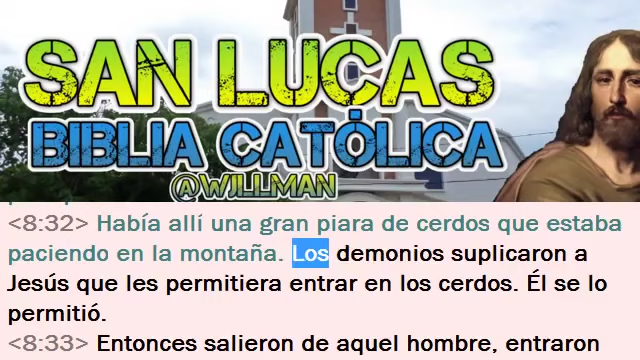 SAN LUCAS
BIBLIA CATÓLICA
@WILLMAN
<8:32> Había allí una gran piara de cerdos que estaba
paciendo en la montaña. Los demonios suplicaron a
Jesús que les permitiera entrar en los cerdos. Él se lo
permitió.
<8:33> Entonces salieron de aquel hombre, entraron